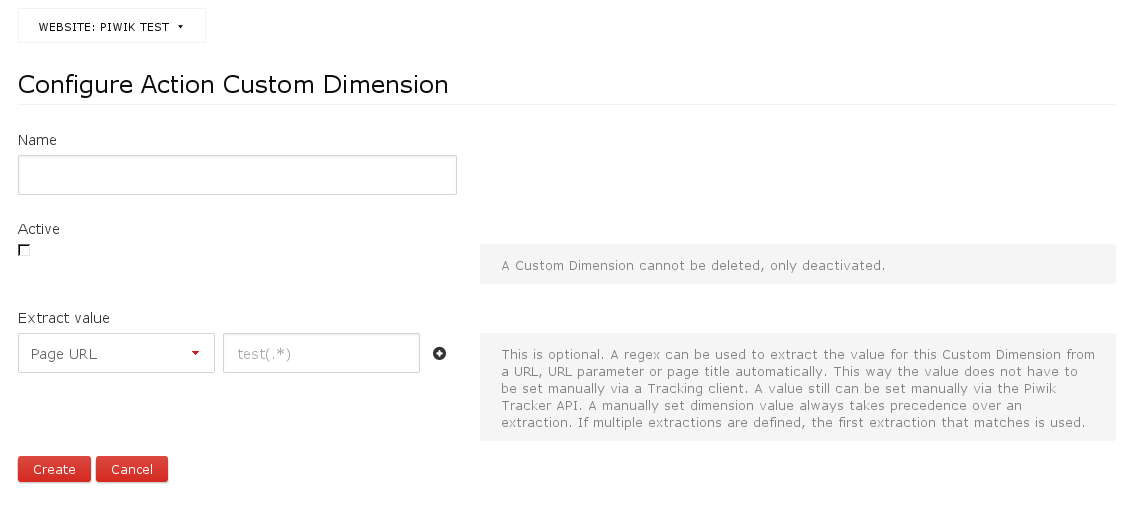 WEBSITE: PIWIK TEST
Configure Action Custom Dimension
Name
Active
A Custom Dimension cannot be deleted, only deactivated.
Extract value
Page URL
test(.*)
This is optional. A regex can be used to extract the value for this Custom Dimension from
a URL, URL parameter or page title automatically. This way the value does not have to
be set manually via a Tracking client. A value still can be set manually via the Piwik
Tracker API. A manually set dimension value always takes precedence over an
extraction. If multiple extractions are defined, the first extraction that matches is used.
Create Cancel